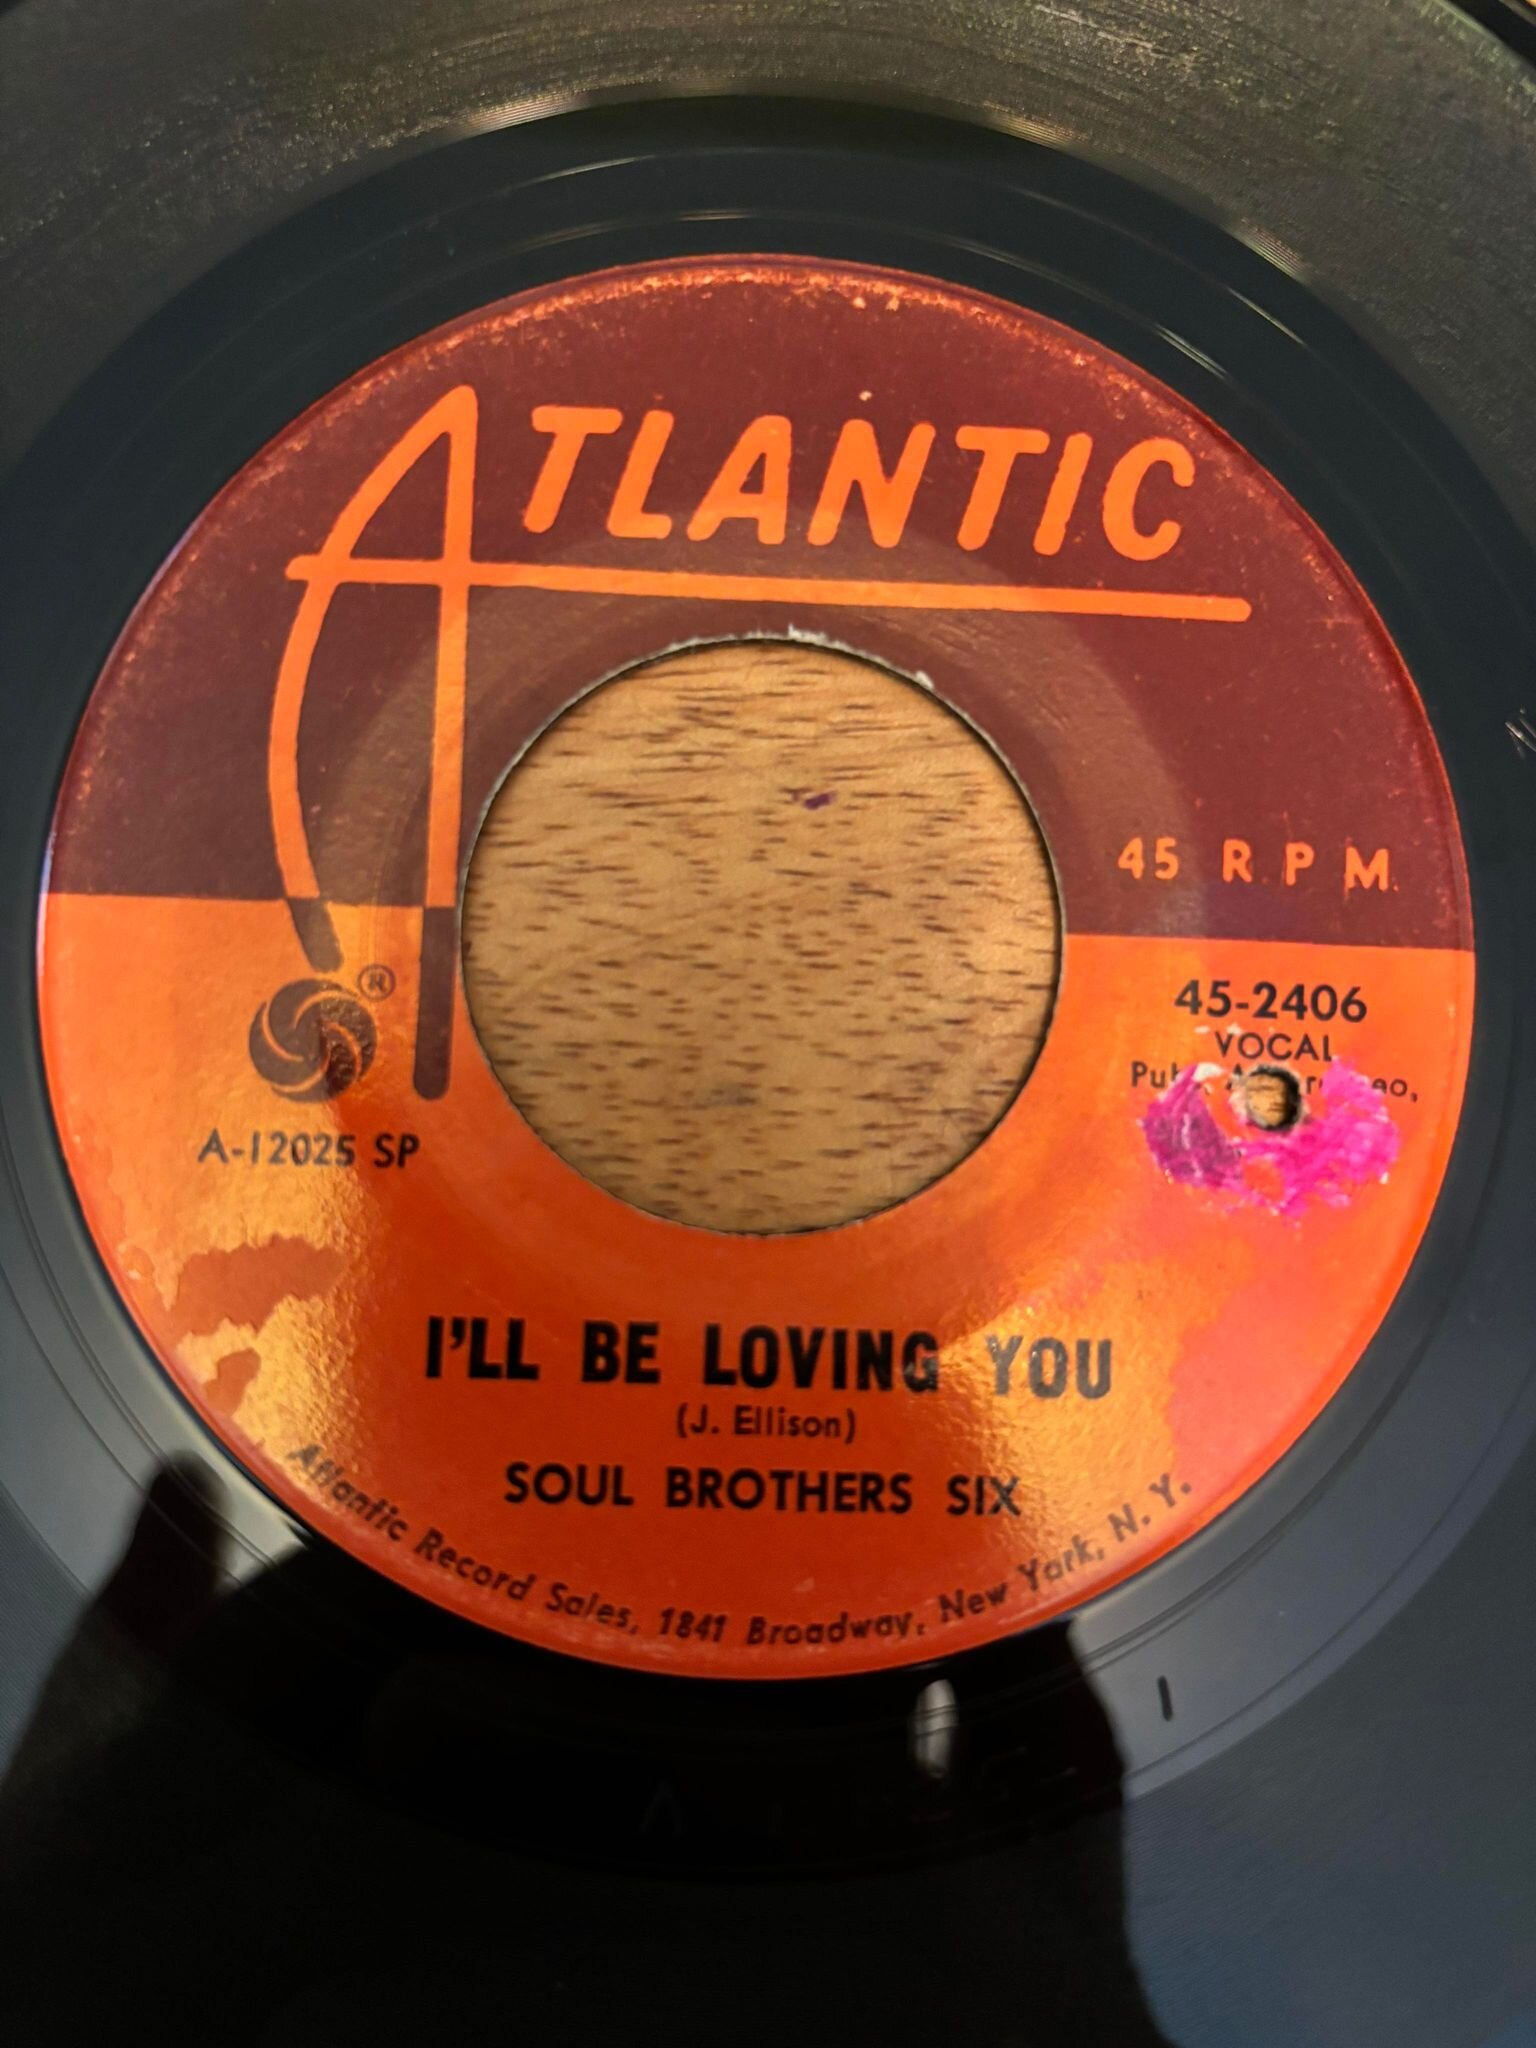 ATLANTIC
45 R.P.M.
®
45-2406
VOCAL
A-12025 SP
I'LL BE LOVING YOU
(J. Ellison)
SOUL BROTHERS SIX
Atlantic Record Sales, 1841 Broadway, New York, N. Y.